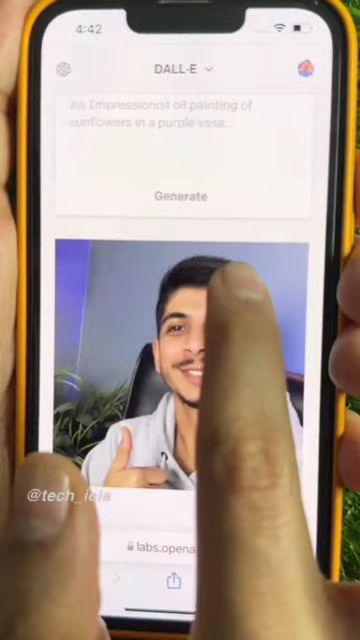 4:42
DALL·E
An Impressionist oil painting of
sunflowers in a purple vase...
Generate
@tech_
labs.opena